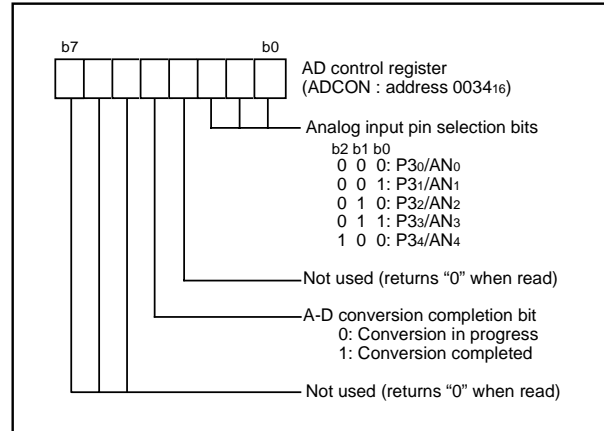 b7 b0
AD control register
(ADCON : address 0034₁₆)
Analog input pin selection bits
b2 b1 b0
0 0 0: P3₀/AN₀
0 0 1: P3₁/AN₁
0 1 0: P3₂/AN₂
0 1 1: P3₃/AN₃
1 0 0: P3₄/AN₄
Not used (returns “0” when read)
A-D conversion completion bit
0: Conversion in progress
1: Conversion completed
Not used (returns “0” when read)